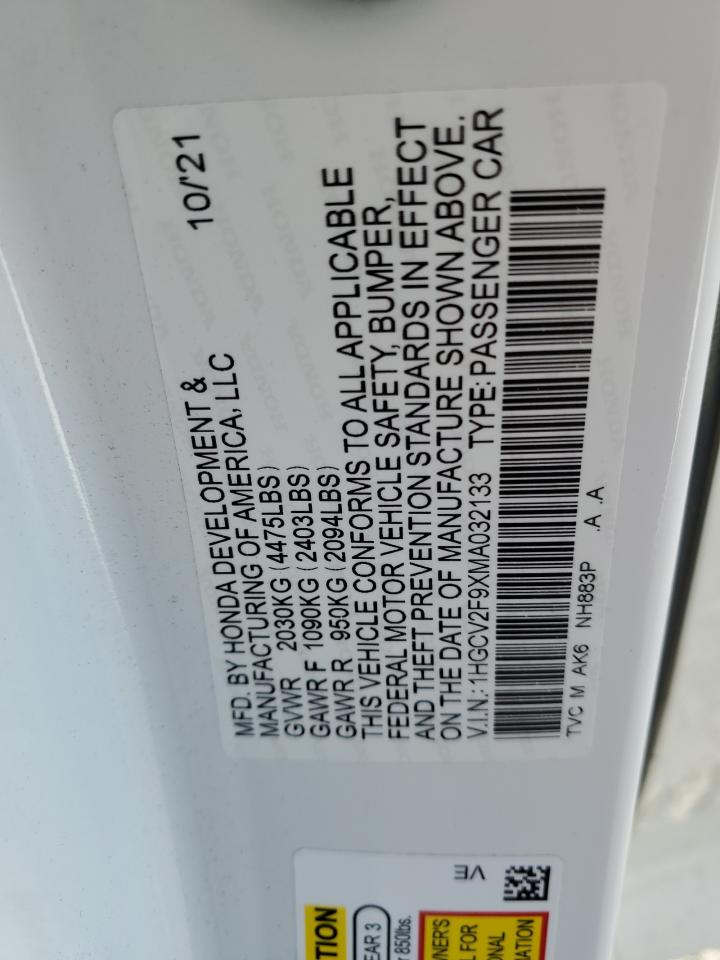 10/'21
MFD. BY HONDA DEVELOPMENT &
MANUFACTURING OF AMERICA, LLC
GVWR 2030KG (4475LBS)
GAWR F 1090KG (2403LBS)
GAWR R 950KG (2094LBS)
THIS VEHICLE CONFORMS TO ALL APPLICABLE
FEDERAL MOTOR VEHICLE SAFETY, BUMPER,
AND THEFT PREVENTION STANDARDS IN EFFECT
ON THE DATE OF MANUFACTURE SHOWN ABOVE.
V.I.N.: 1HGCV2F9XMA032133 TYPE: PASSENGER CAR
TVC M AK6 NH883P .A .A
VE
EAR 3
850lbs.
FOR